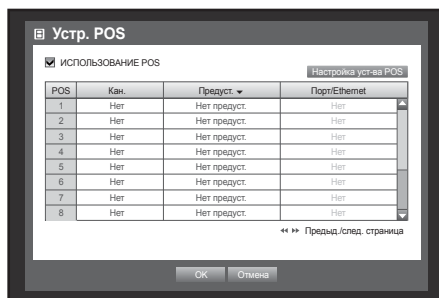 Устр. POS
ИСПОЛЬЗОВАНИЕ POS
Настройка уст-ва POS
POS Кан. Предуст. Порт/Ethernet
1 Нет Нет предуст. Нет
2 Нет Нет предуст. Нет
3 Нет Нет предуст. Нет
4 Нет Нет предуст. Нет
5 Нет Нет предуст. Нет
6 Нет Нет предуст. Нет
7 Нет Нет предуст. Нет
8 Нет Нет предуст. Нет
Предыд./след. страница
OK Отмена